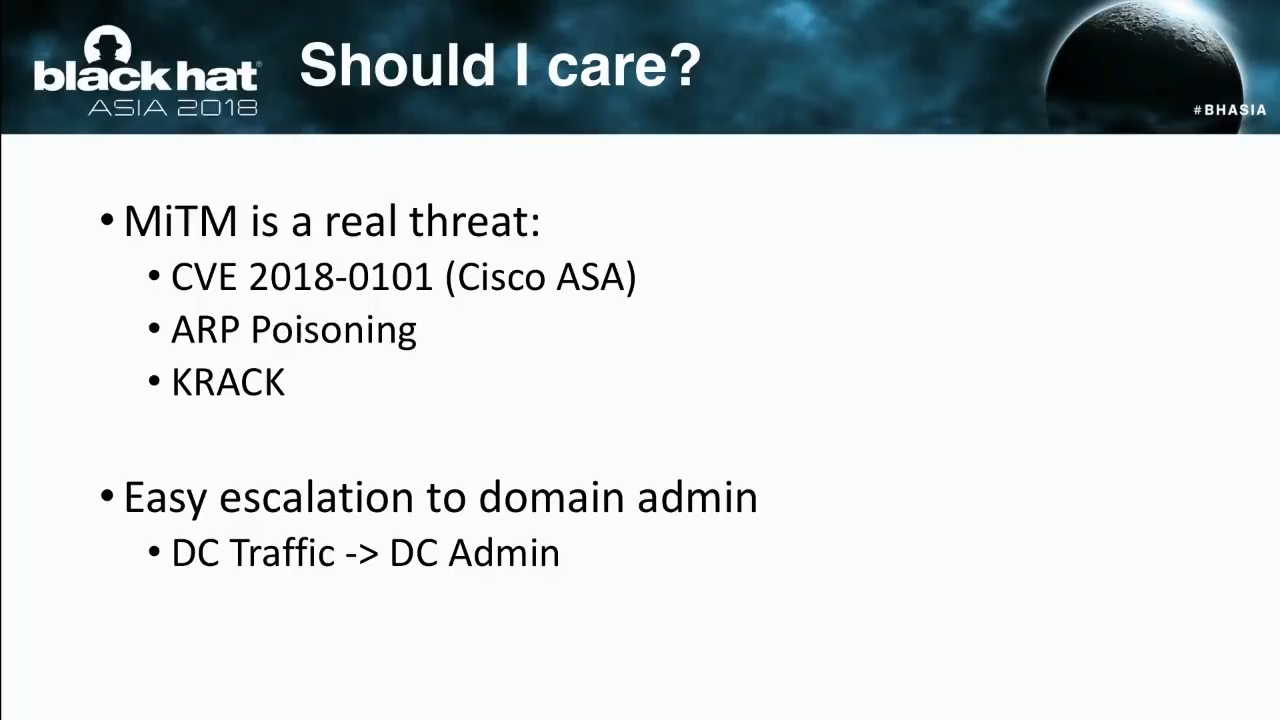 black hat®
ASIA 2018
Should I care?
#BHASIA
• MiTM is a real threat:
• CVE 2018-0101 (Cisco ASA)
• ARP Poisoning
• KRACK
• Easy escalation to domain admin
• DC Traffic -> DC Admin